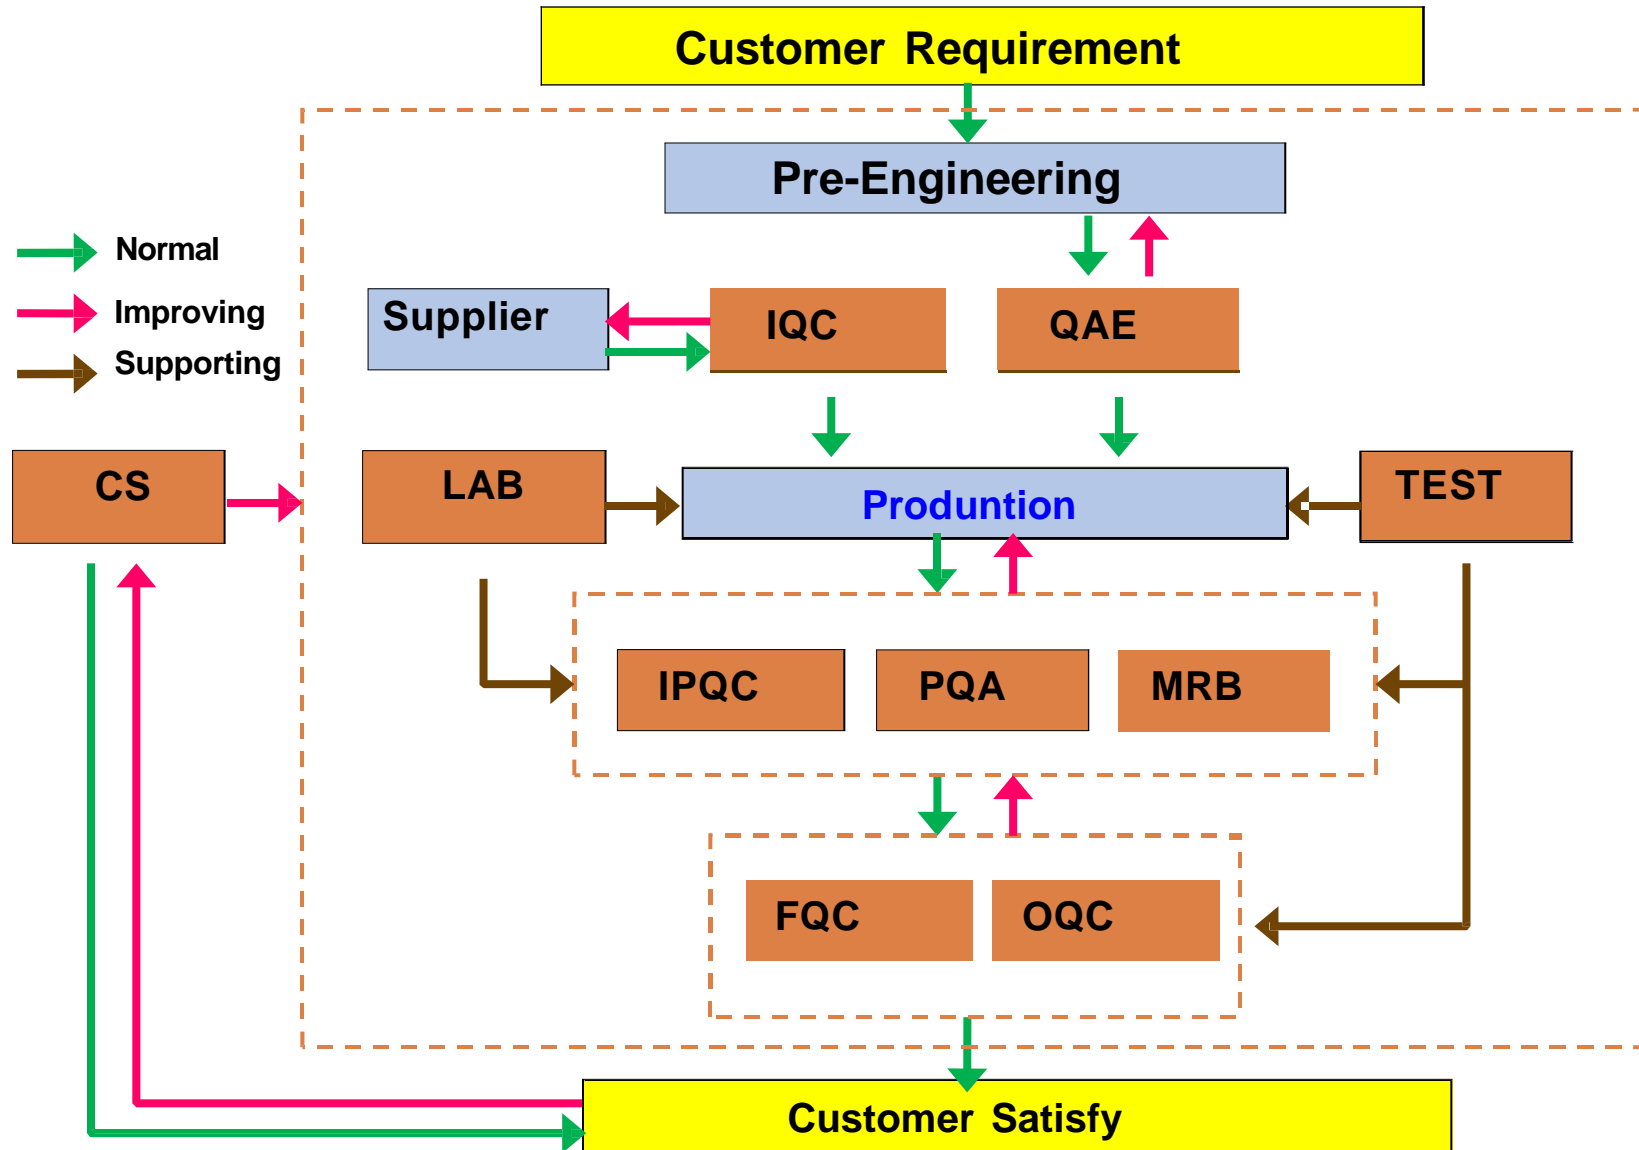 Customer Requirement
Pre-Engineering
Normal
Improving
Supporting
Supplier
IQC
QAE
CS
LAB
Produntion
TEST
IPQC
PQA
MRB
FQC
OQC
Customer Satisfy